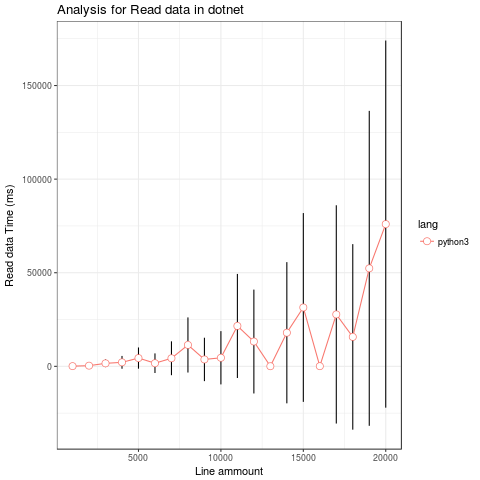 Analysis for Read data in dotnet
Read data Time (ms)
150000
100000
50000
0
5000 10000 15000 20000
Line ammount
lang
python3